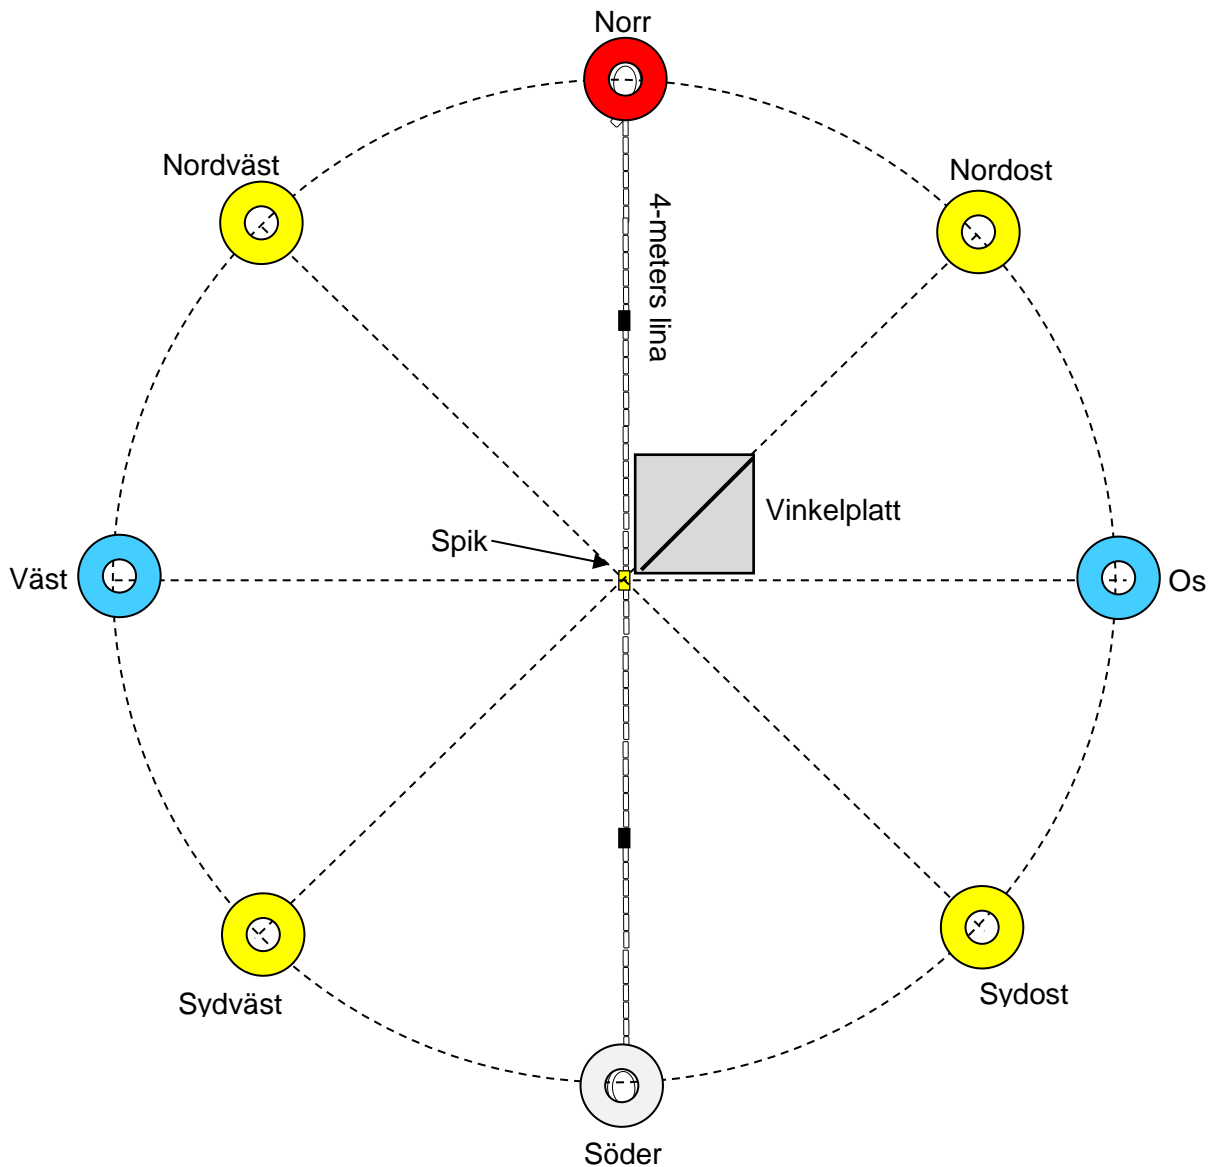 Norr
Nordväst
Nordost
4-meters lina
Vinkelplatt
Spik
Väst
Os
Sydväst
Sydost
Söder